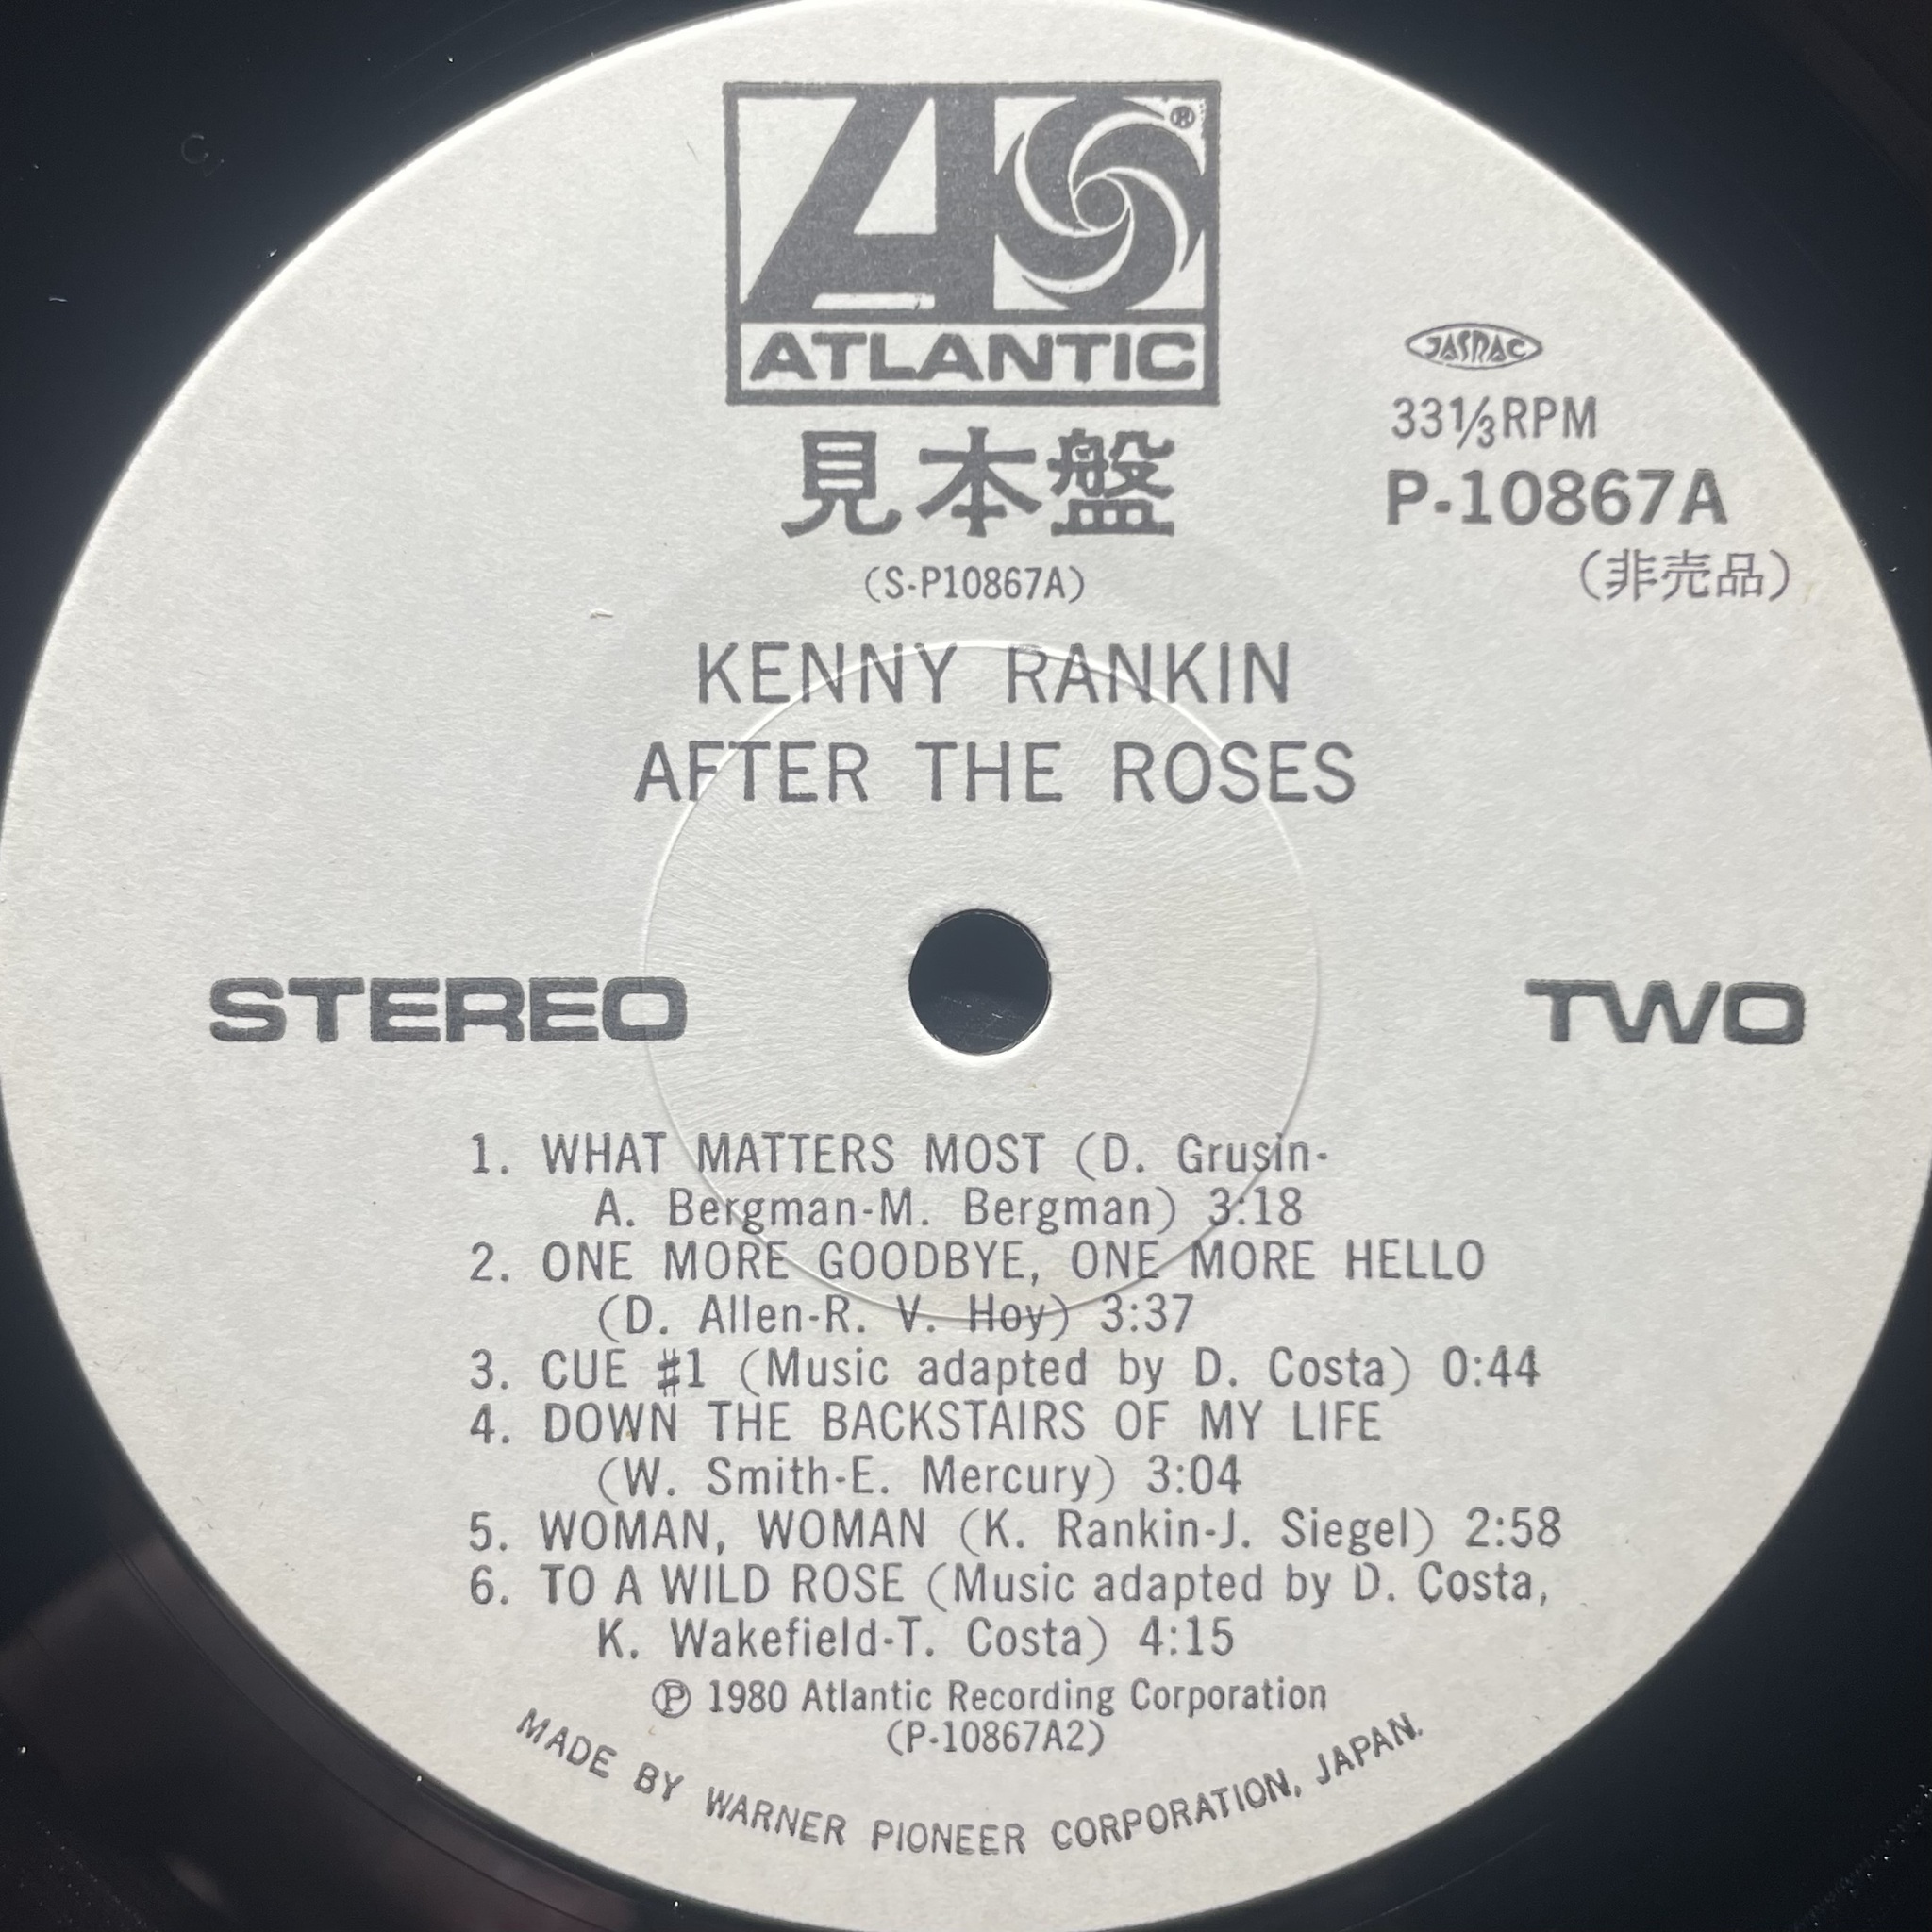 ATLANTIC
®
JASRAC
33⅓RPM
見本盤
P-10867A
(S-P10867A)
(非売品)
KENNY RANKIN
AFTER THE ROSES
STEREO
TWO
1. WHAT MATTERS MOST (D. Grusin-
A. Bergman-M. Bergman) 3:18
2. ONE MORE GOODBYE, ONE MORE HELLO
(D. Allen-R. V. Hoy) 3:37
3. CUE #1 (Music adapted by D. Costa) 0:44
4. DOWN THE BACKSTAIRS OF MY LIFE
(W. Smith-E. Mercury) 3:04
5. WOMAN, WOMAN (K. Rankin-J. Siegel) 2:58
6. TO A WILD ROSE (Music adapted by D. Costa,
K. Wakefield-T. Costa) 4:15
℗ 1980 Atlantic Recording Corporation
(P-10867A2)
MADE BY WARNER PIONEER CORPORATION, JAPAN.